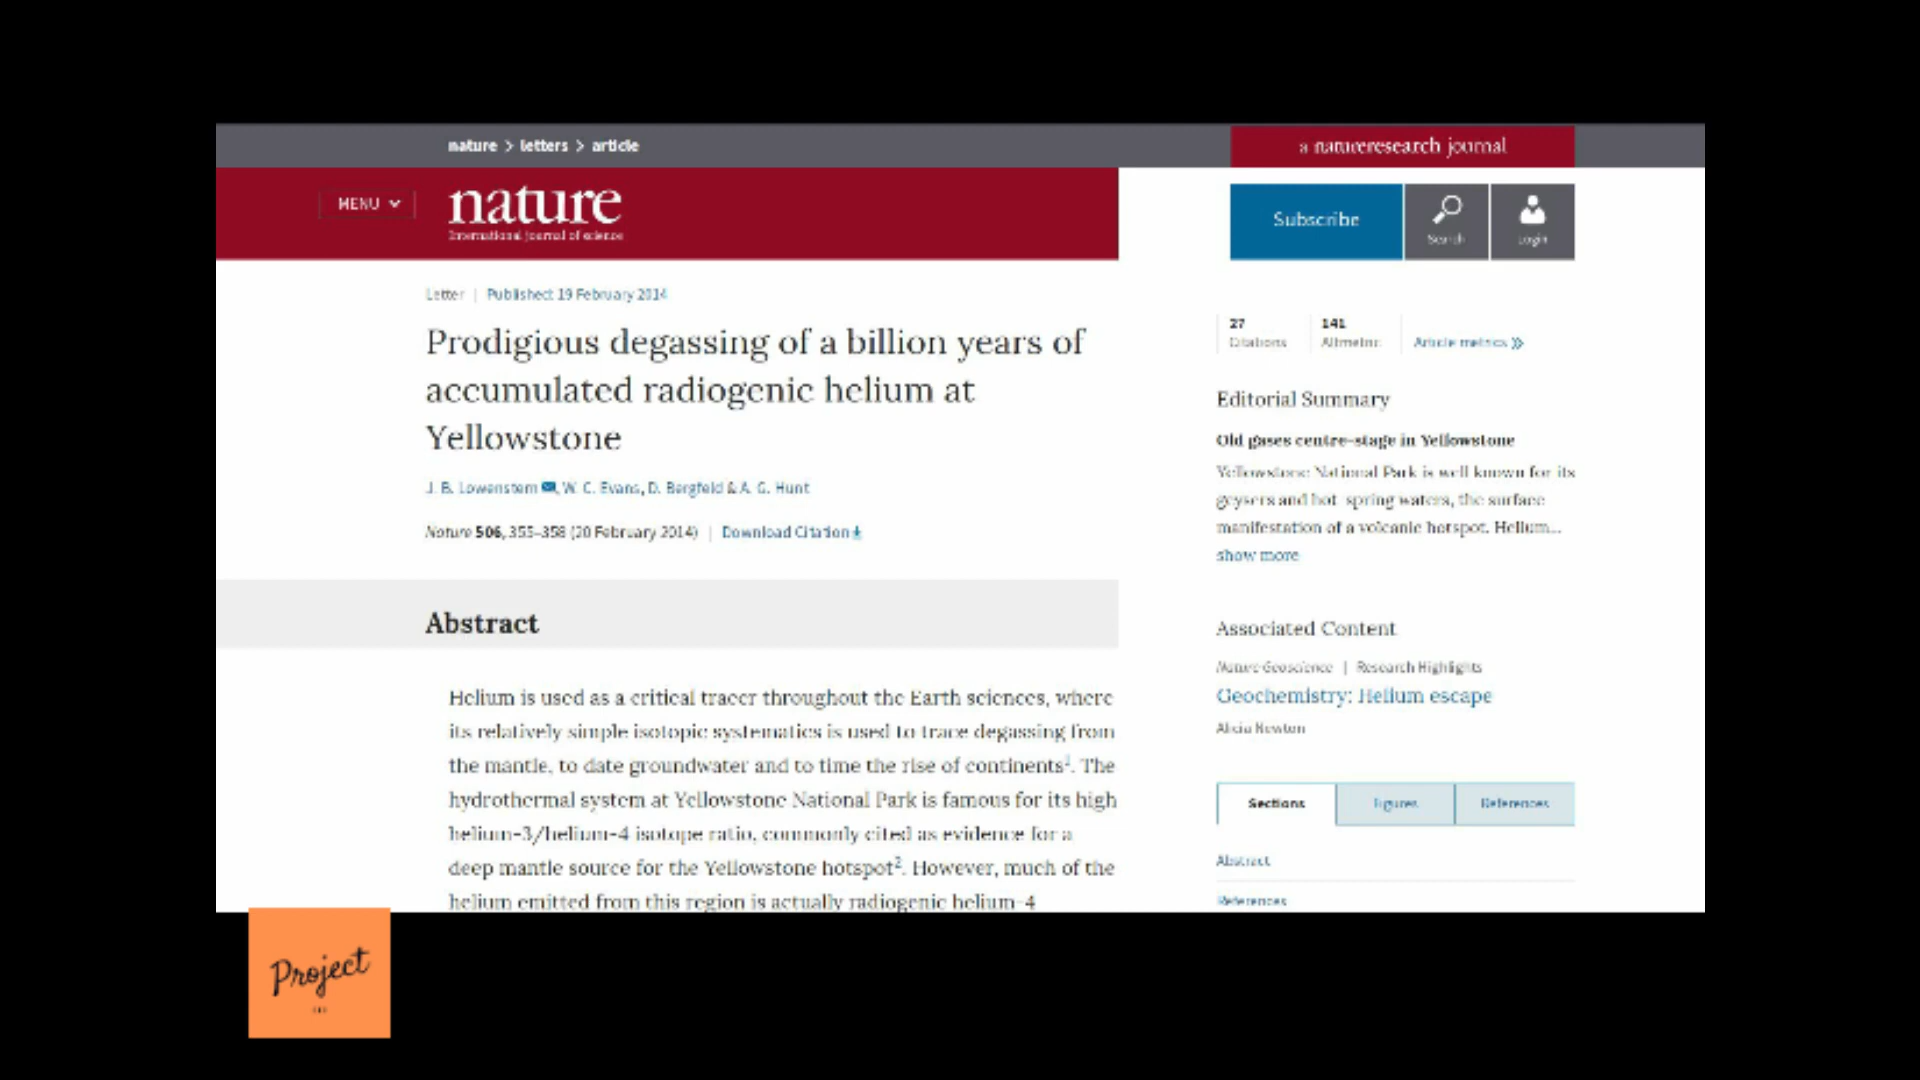 nature > letters > article
a natureresearch journal
MENU
nature
International journal of science
Subscribe
Search
Login
Letter | Published: 19 February 2014
Prodigious degassing of a billion years of
accumulated radiogenic helium at
Yellowstone
J. B. Lowenstern, W. C. Evans, D. Bergfeld & A. G. Hunt
Nature 506, 355–358 (20 February 2014) | Download Citation
Abstract
Helium is used as a critical tracer throughout the Earth sciences, where
its relatively simple isotopic systematics is used to trace degassing from
the mantle, to date groundwater and to time the rise of continents1. The
hydrothermal system at Yellowstone National Park is famous for its high
helium-3/helium-4 isotope ratio, commonly cited as evidence for a
deep mantle source for the Yellowstone hotspot2. However, much of the
helium emitted from this region is actually radiogenic helium-4
27
Citations
141
Altmetric
Article metrics >>
Editorial Summary
Old gases centre-stage in Yellowstone
Yellowstone National Park is well known for its
geysers and hot-spring waters, the surface
manifestation of a volcanic hotspot. Helium...
show more
Associated Content
Nature Geoscience | Research Highlights
Geochemistry: Helium escape
Alicia Newton
Sections
Figures
References
Abstract
References
Project